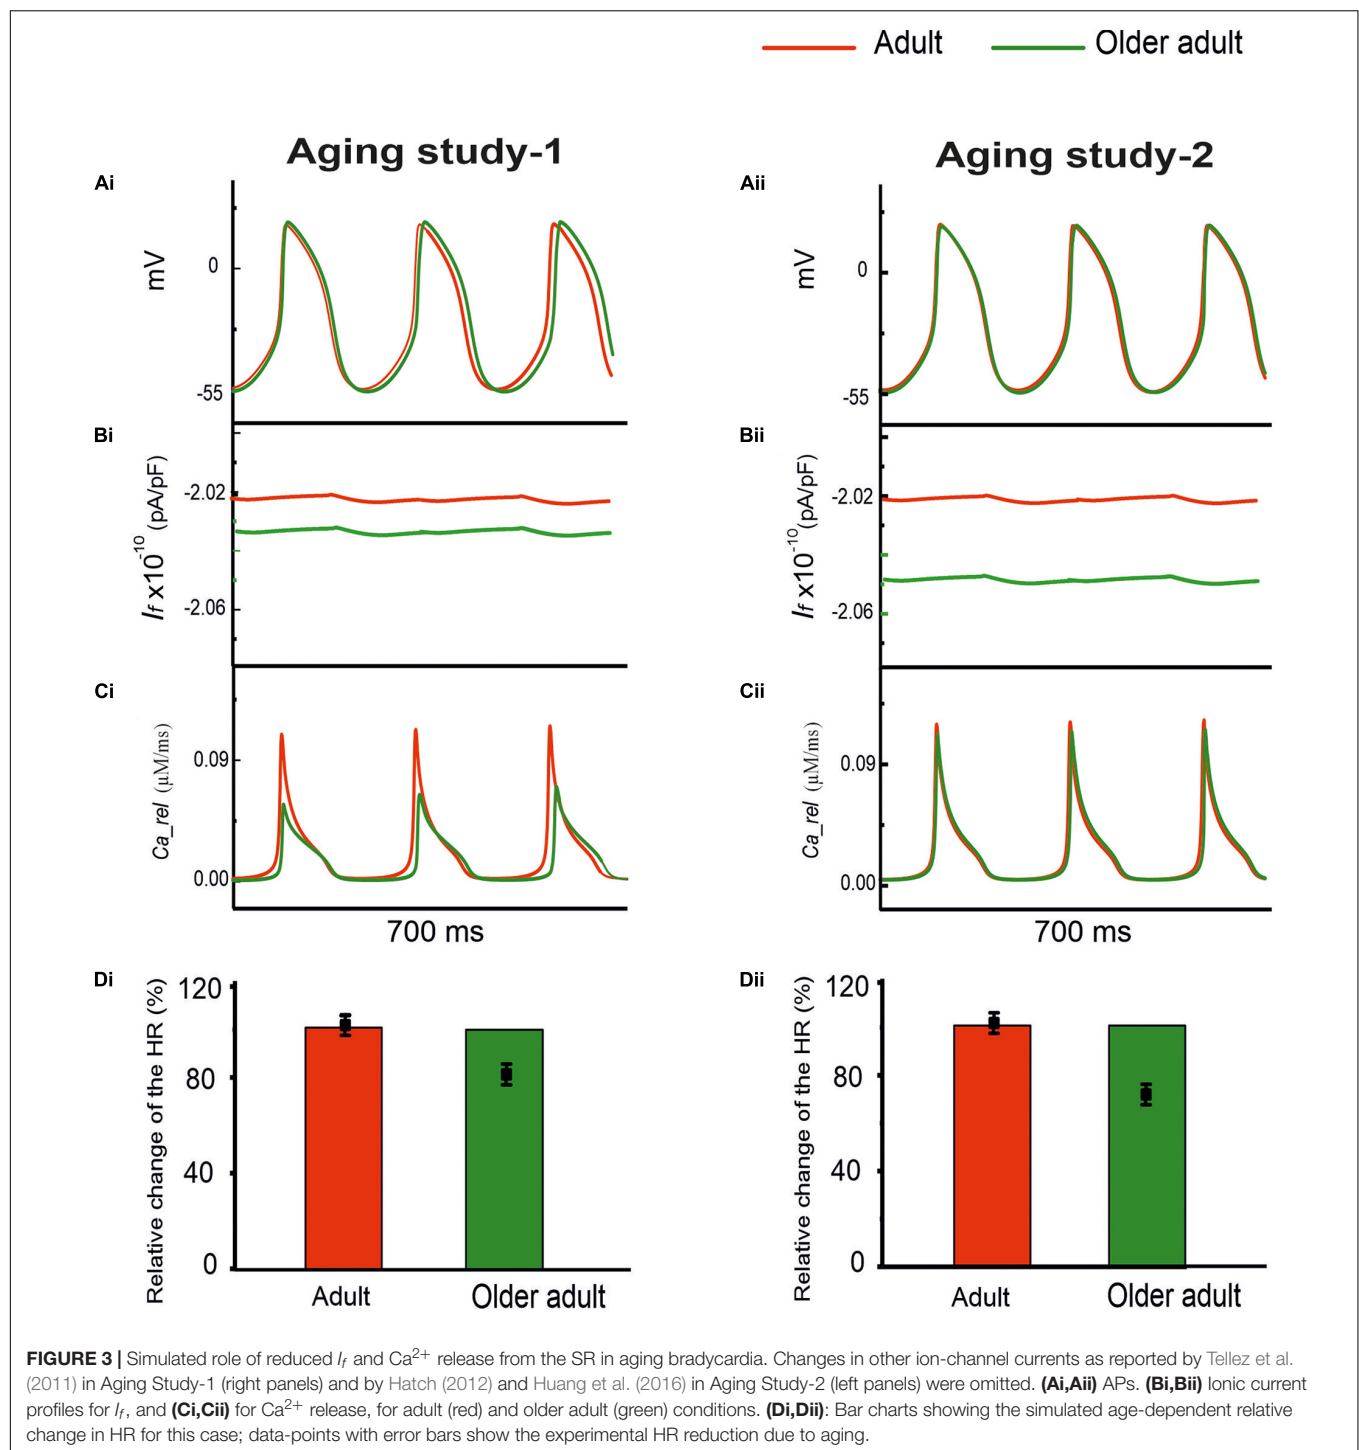 Adult Older adult
Aging study-1 Aging study-2
Ai
mV
0
-55
Aii
mV
0
-55
Bi
If x10-10 (pA/pF)
-2.02
-2.06
Bii
If x10-10 (pA/pF)
-2.02
-2.06
Ci
Ca_rel (µM/ms)
0.09
0.00
700 ms
Cii
Ca_rel (µM/ms)
0.09
0.00
700 ms
Di
Relative change of the HR (%)
120
80
40
0
Adult Older adult
Dii
Relative change of the HR (%)
120
80
40
0
Adult Older adult
FIGURE 3 | Simulated role of reduced If and Ca2+ release from the SR in aging bradycardia. Changes in other ion-channel currents as reported by Tellez et al.
(2011) in Aging Study-1 (right panels) and by Hatch (2012) and Huang et al. (2016) in Aging Study-2 (left panels) were omitted. (Ai,Aii) APs. (Bi,Bii) Ionic current
profiles for If, and (Ci,Cii) for Ca2+ release, for adult (red) and older adult (green) conditions. (Di,Dii): Bar charts showing the simulated age-dependent relative
change in HR for this case; data-points with error bars show the experimental HR reduction due to aging.